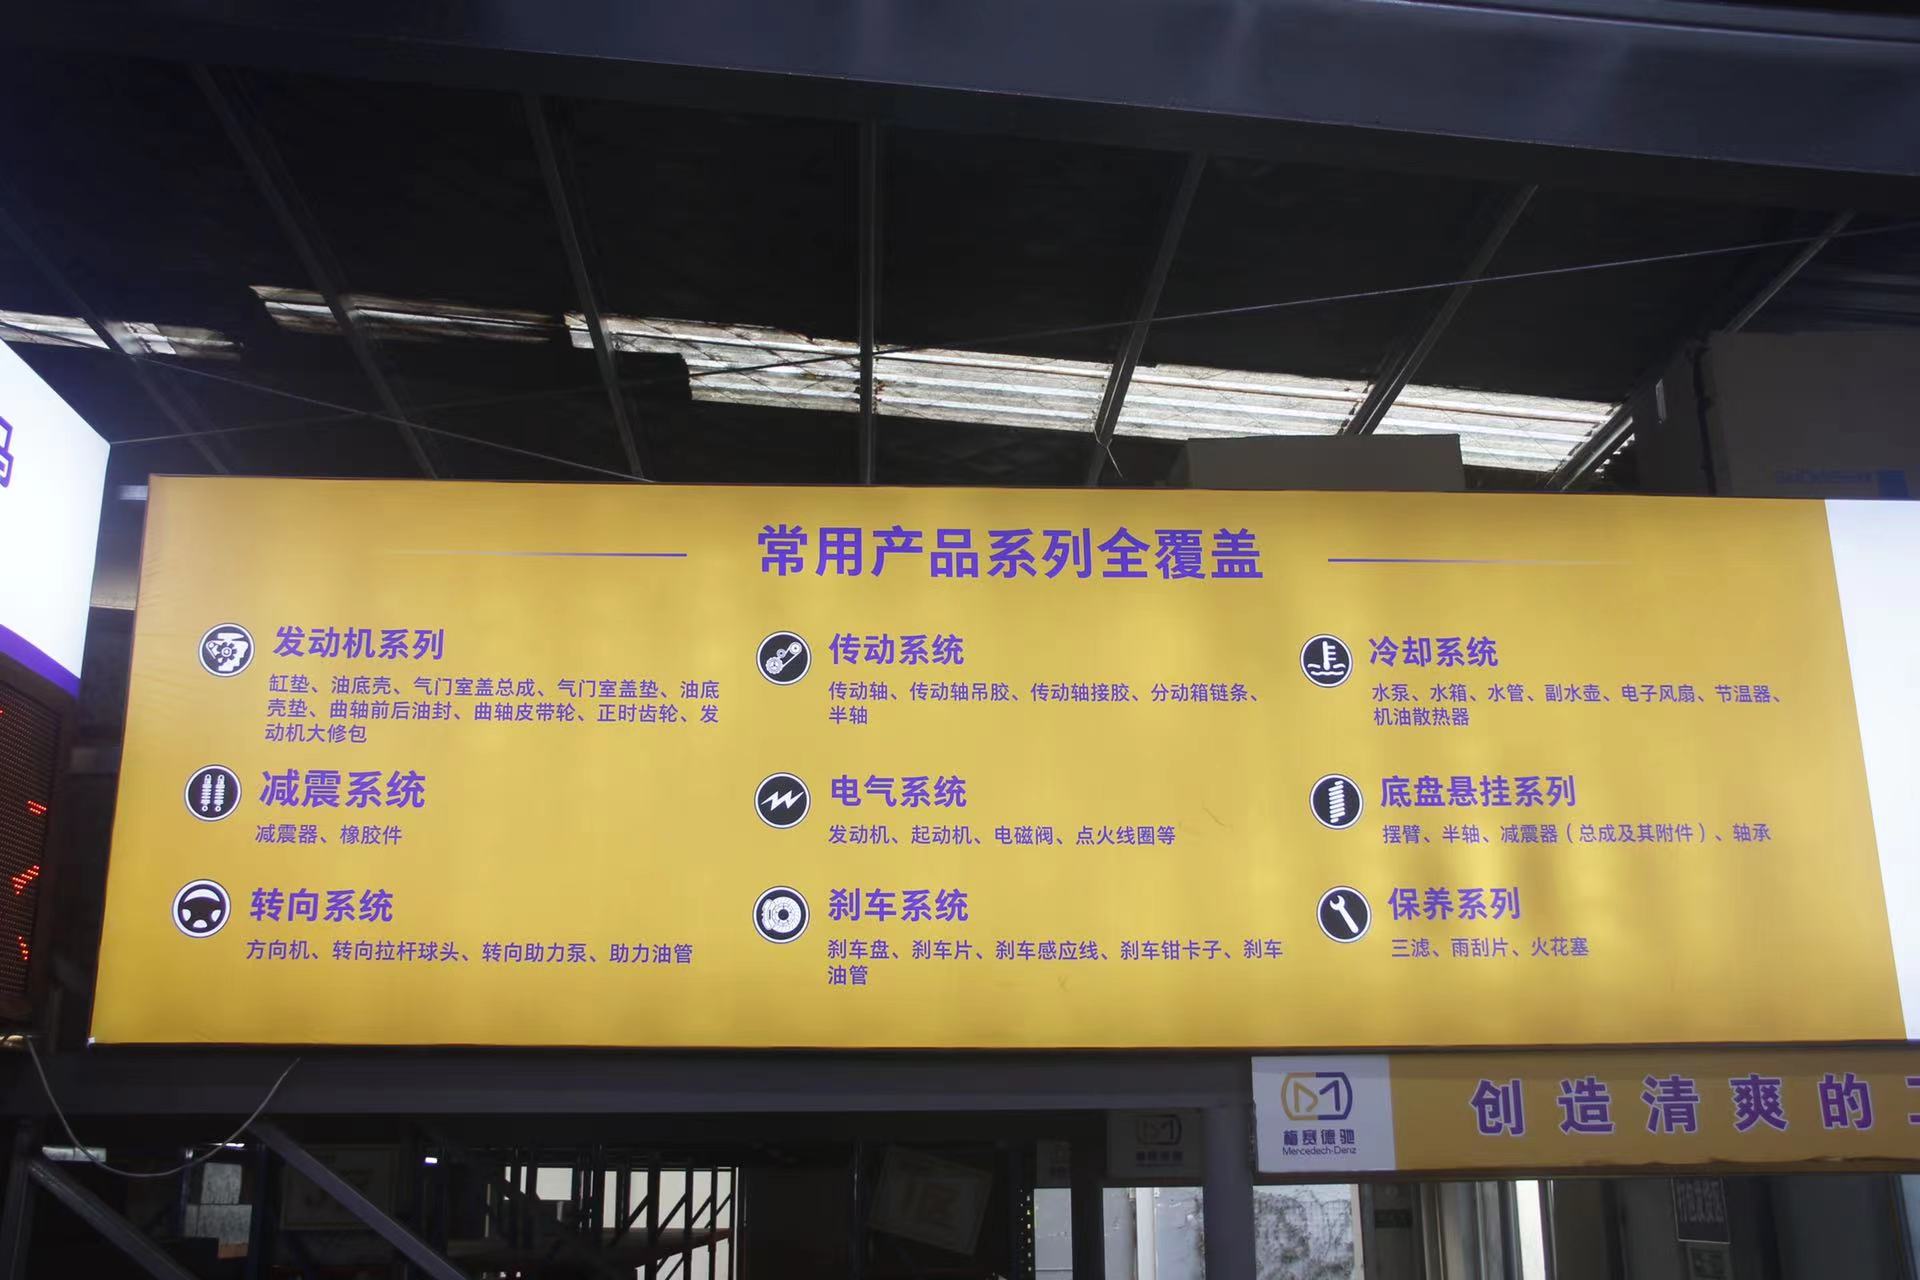 常用产品系列全覆盖
发动机系列
缸垫、油底壳、气门室盖总成、气门室盖垫、油底
壳垫、曲轴前后油封、曲轴皮带轮、正时齿轮、发
动机大修包
传动系统
传动轴、传动轴吊胶、传动轴接胶、分动箱链条、
半轴
冷却系统
水泵、水箱、水管、副水壶、电子风扇、节温器、
机油散热器
减震系统
减震器、橡胶件
电气系统
发动机、起动机、电磁阀、点火线圈等
底盘悬挂系列
摆臂、半轴、减震器（总成及其附件）、轴承
转向系统
方向机、转向拉杆球头、转向助力泵、助力油管
刹车系统
刹车盘、刹车片、刹车感应线、刹车钳卡子、刹车
油管
保养系列
三滤、雨刮片、火花塞
梅赛德驰
Mercedech-Denz
创造清爽的